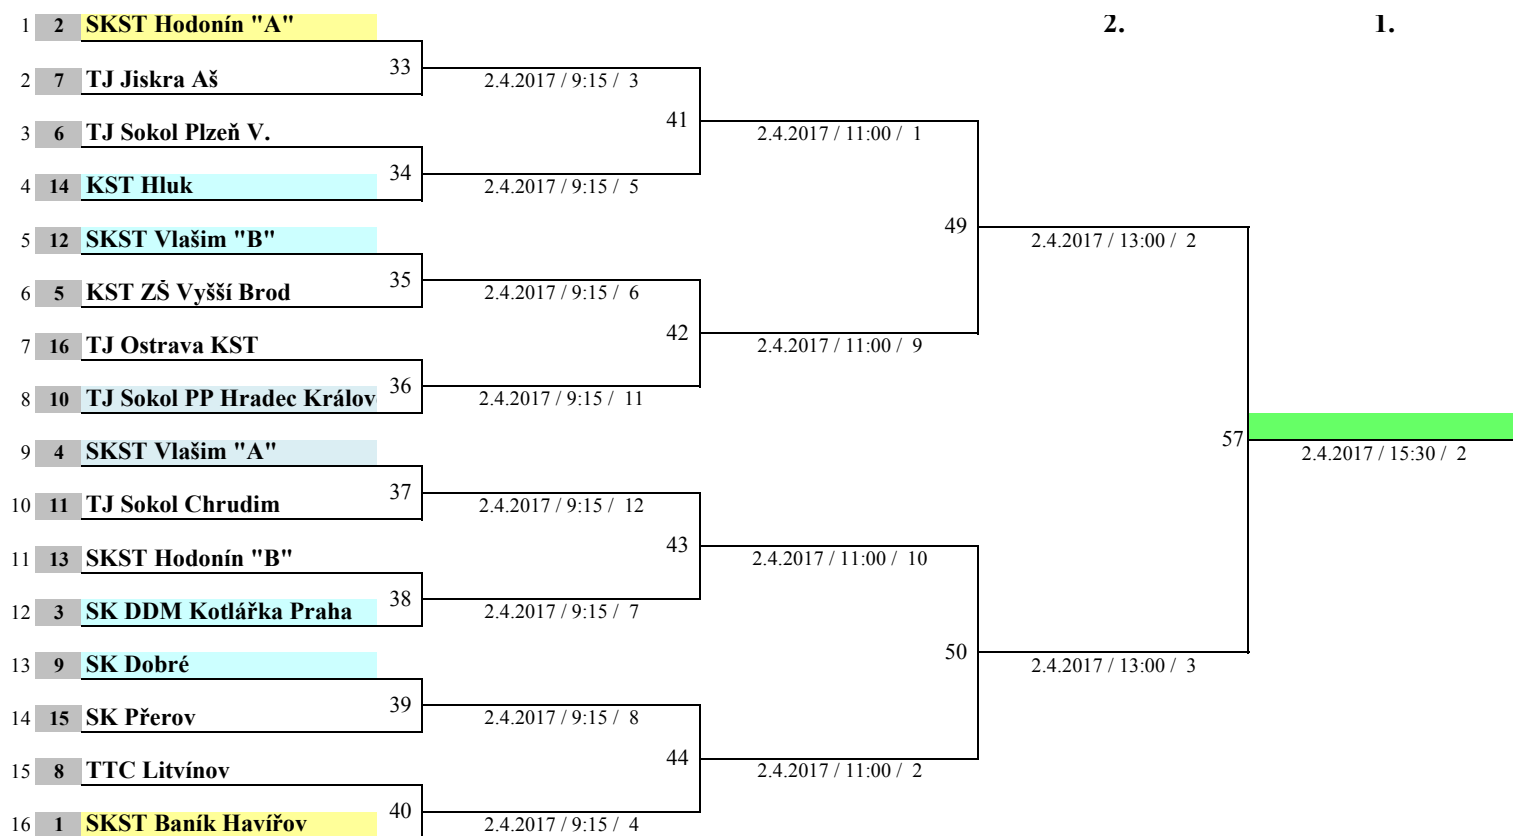 1 2 SKST Hodonín "A" 2. 1.
33 2.4.2017 / 9:15 / 3
2 7 TJ Jiskra Aš
41 2.4.2017 / 11:00 / 1
3 6 TJ Sokol Plzeň V.
34 2.4.2017 / 9:15 / 5
4 14 KST Hluk
49 2.4.2017 / 13:00 / 2
5 12 SKST Vlašim "B"
35 2.4.2017 / 9:15 / 6
6 5 KST ZŠ Vyšší Brod
42 2.4.2017 / 11:00 / 9
7 16 TJ Ostrava KST
36 2.4.2017 / 9:15 / 11
8 10 TJ Sokol PP Hradec Králov
57 2.4.2017 / 15:30 / 2
9 4 SKST Vlašim "A"
37 2.4.2017 / 9:15 / 12
10 11 TJ Sokol Chrudim
43 2.4.2017 / 11:00 / 10
11 13 SKST Hodonín "B"
38 2.4.2017 / 9:15 / 7
12 3 SK DDM Kotlářka Praha
50 2.4.2017 / 13:00 / 3
13 9 SK Dobré
39 2.4.2017 / 9:15 / 8
14 15 SK Přerov
44 2.4.2017 / 11:00 / 2
15 8 TTC Litvínov
40 2.4.2017 / 9:15 / 4
16 1 SKST Baník Havířov